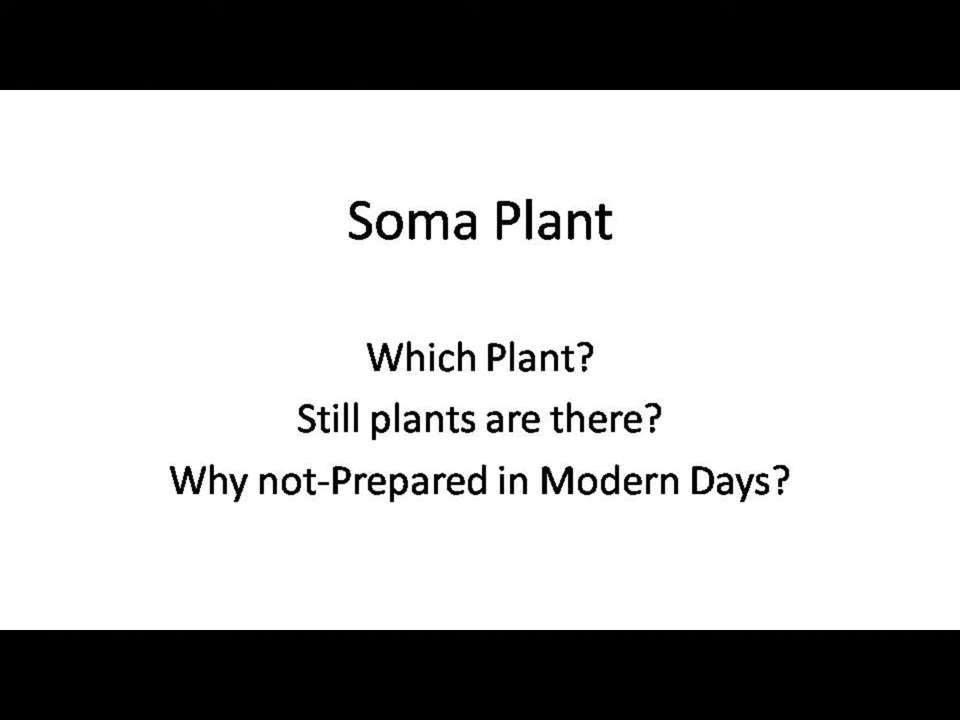 Soma Plant
Which Plant?
Still plants are there?
Why not-Prepared in Modern Days?